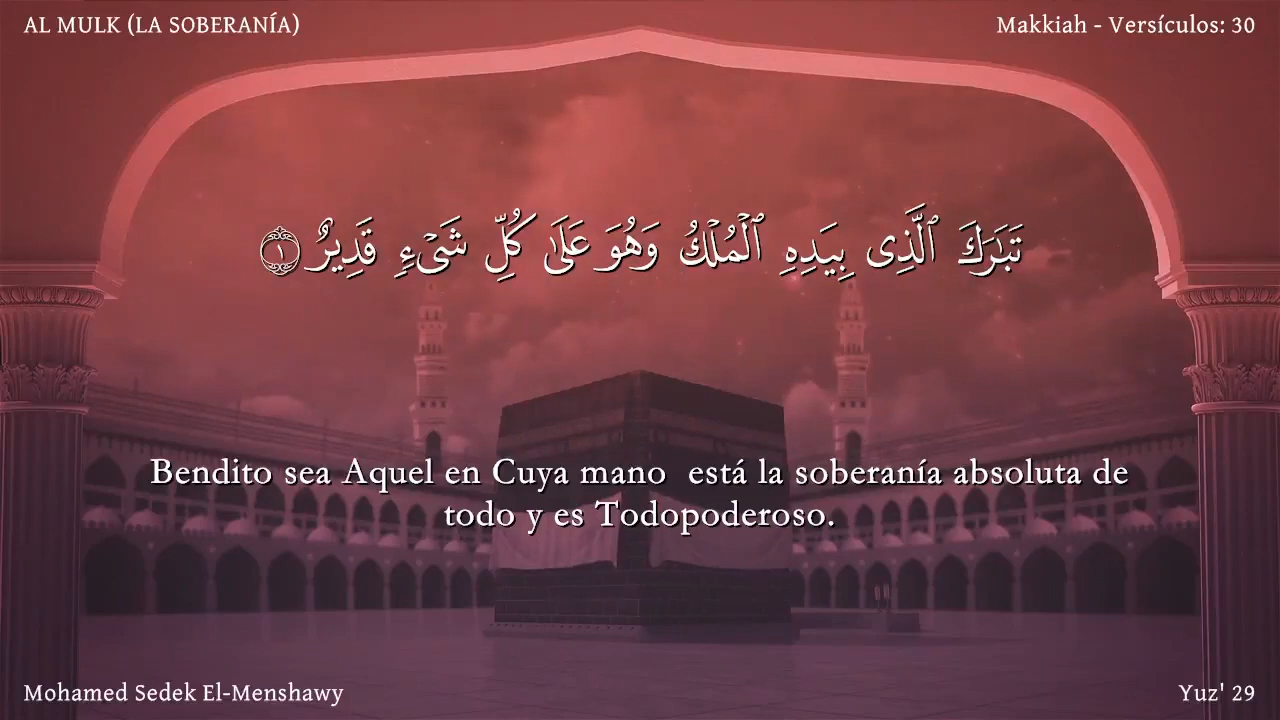 AL MULK (LA SOBERANÍA)
Makkiah - Versículos: 30
تَبَٰرَكَ ٱلَّذِى بِيَدِهِ ٱلْمُلْكُ وَهُوَ عَلَىٰ كُلِّ شَىْءٍ قَدِيرٌ ١
Bendito sea Aquel en Cuya mano  está la soberanía absoluta de
todo y es Todopoderoso.
Mohamed Sedek El-Menshawy
Yuz' 29